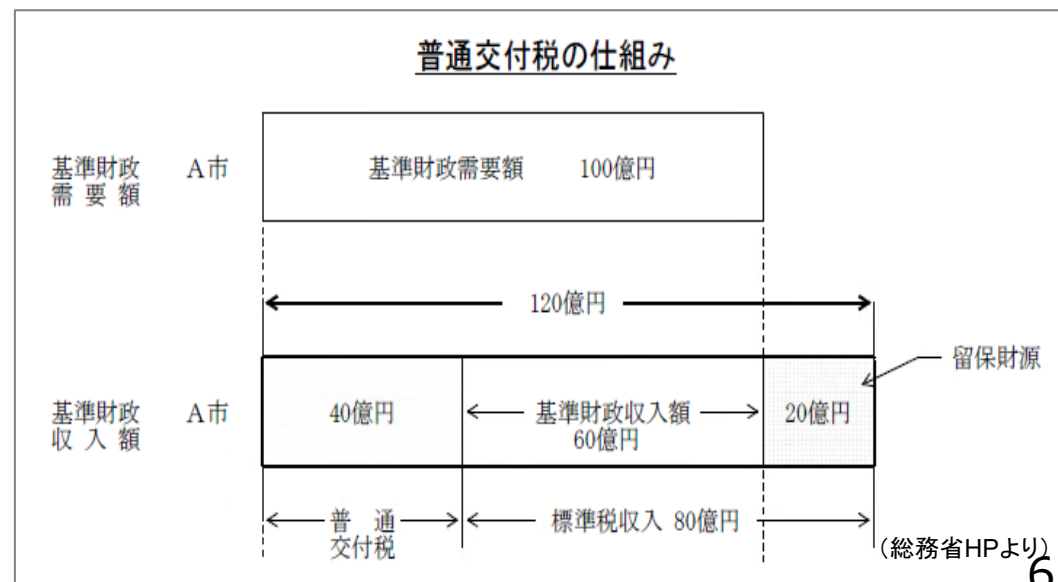 普通交付税の仕組み
基準財政
需 要 額
A市
基準財政需要額 100億円
120億円
留保財源
基準財政
収 入 額
A市
40億円
基準財政収入額
60億円
20億円
普 通
交付税
標準税収入 80億円
(総務省HPより)
6